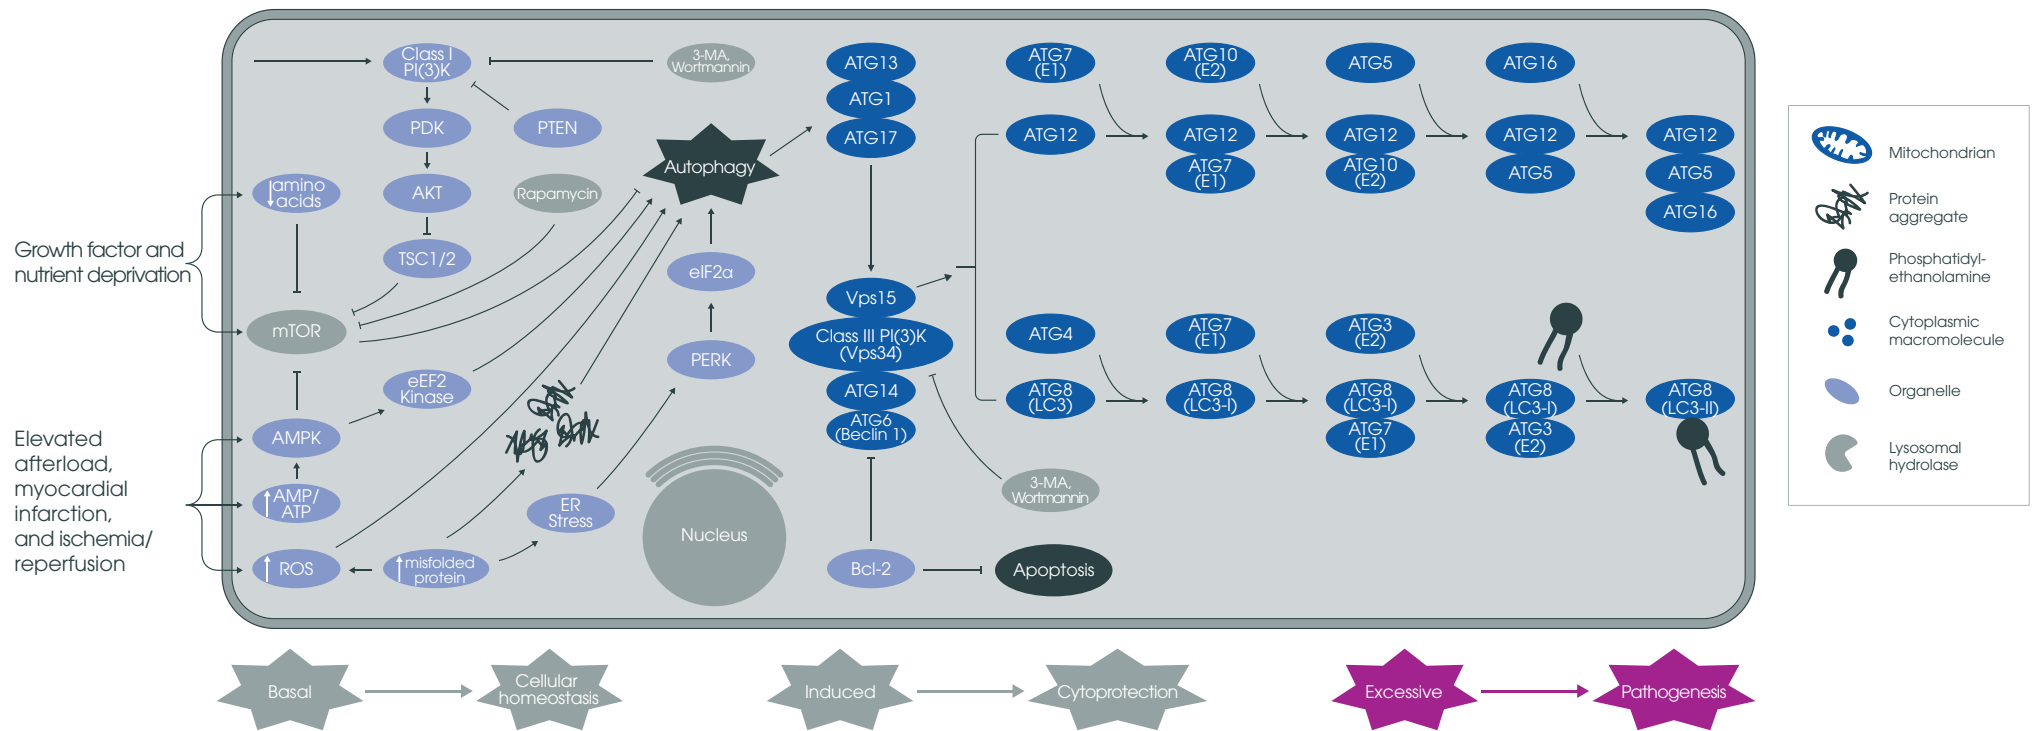 Growth factor and
nutrient deprivation
Elevated
afterload,
myocardial
infarction,
and ischemia/
reperfusion
Class I
PI(3)K
3-MA,
Wortmannin
PDK
PTEN
amino
acids
AKT
Rapamycin
TSC1/2
mTOR
eEF2
Kinase
AMPK
AMP/
ATP
ROS
misfolded
protein
ER
Stress
Autophagy
eIF2a
PERK
Nucleus
ATG13
ATG1
ATG17
Vps15
Class III PI(3)K
(Vps34)
ATG14
ATG6
(Beclin 1)
Bcl-2
Apoptosis
3-MA,
Wortmannin
ATG7
(E1)
ATG10
(E2)
ATG5
ATG16
ATG12
ATG12
ATG7
(E1)
ATG12
ATG10
(E2)
ATG12
ATG5
ATG12
ATG5
ATG16
ATG4
ATG7
(E1)
ATG3
(E2)
ATG8
(LC3)
ATG8
(LC3-I)
ATG8
(LC3-I)
ATG7
(E1)
ATG8
(LC3-I)
ATG3
(E2)
ATG8
(LC3-II)
Mitochondrian
Protein
aggregate
Phosphatidyl-
ethanolamine
Cytoplasmic
macromolecule
Organelle
Lysosomal
hydrolase
Basal
Cellular
homeostasis
Induced
Cytoprotection
Excessive
Pathogenesis